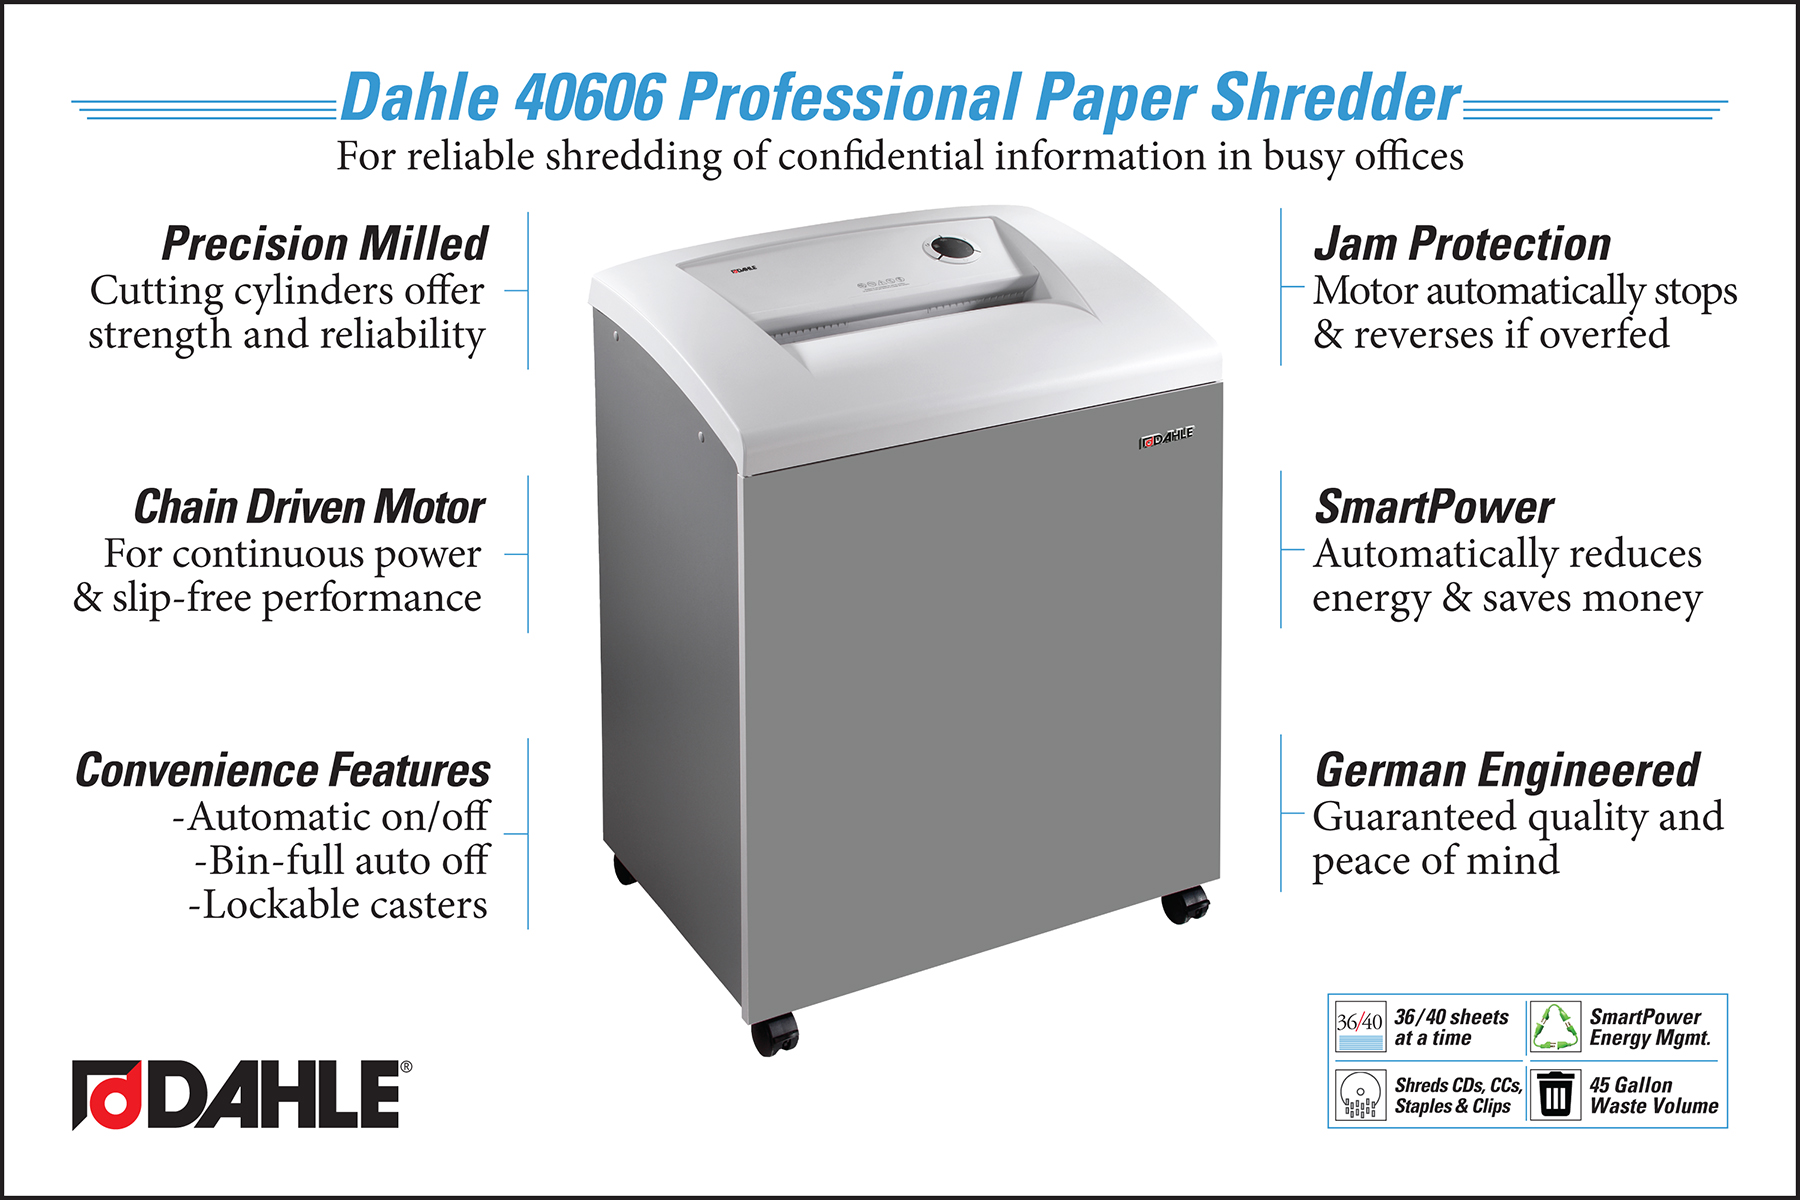 Dahle 40606 Professional Paper Shredder
For reliable shredding of confidential information in busy offices
Precision Milled
Cutting cylinders offer
strength and reliability
Chain Driven Motor
For continuous power
& slip-free performance
Convenience Features
-Automatic on/off
-Bin-full auto off
-Lockable casters
DAHLE
DAHLE
Jam Protection
Motor automatically stops
& reverses if overfed
SmartPower
Automatically reduces
energy & saves money
German Engineered
Guaranteed quality and
peace of mind
DAHLE®
36/40
36/40 sheets
at a time
SmartPower
Energy Mgmt.
Shreds CDs, CCs,
Staples & Clips
45 Gallon
Waste Volume